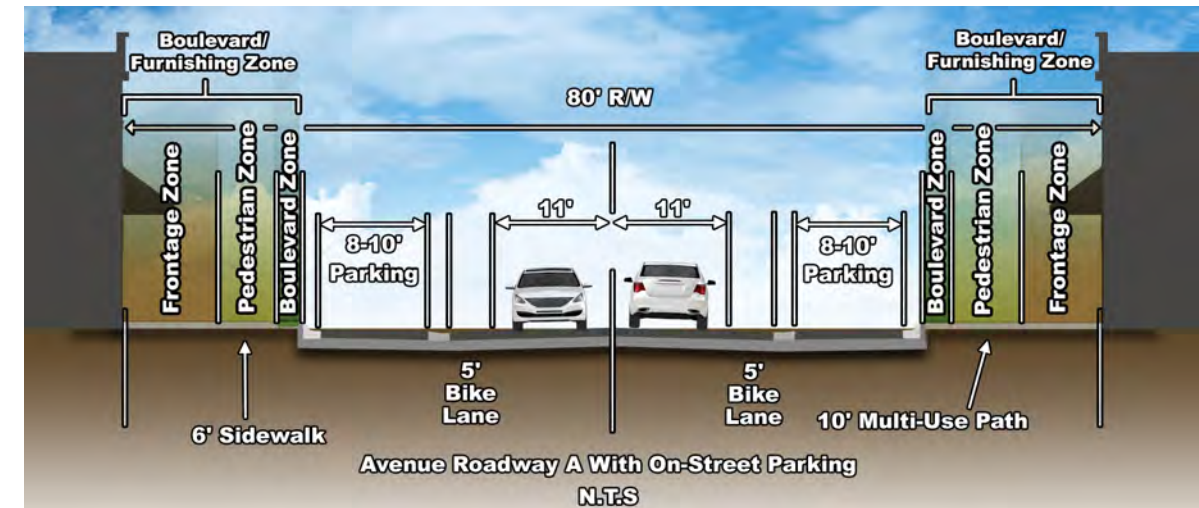 Boulevard/
Furnishing Zone
Boulevard/
Furnishing Zone
80' R/W
Frontage Zone
Pedestrian Zone
Boulevard Zone
8-10'
Parking
11'
11'
8-10'
Parking
Boulevard Zone
Pedestrian Zone
Frontage Zone
5'
Bike
Lane
5'
Bike
Lane
6' Sidewalk
10' Multi-Use Path
Avenue Roadway A With On-Street Parking
N.T.S